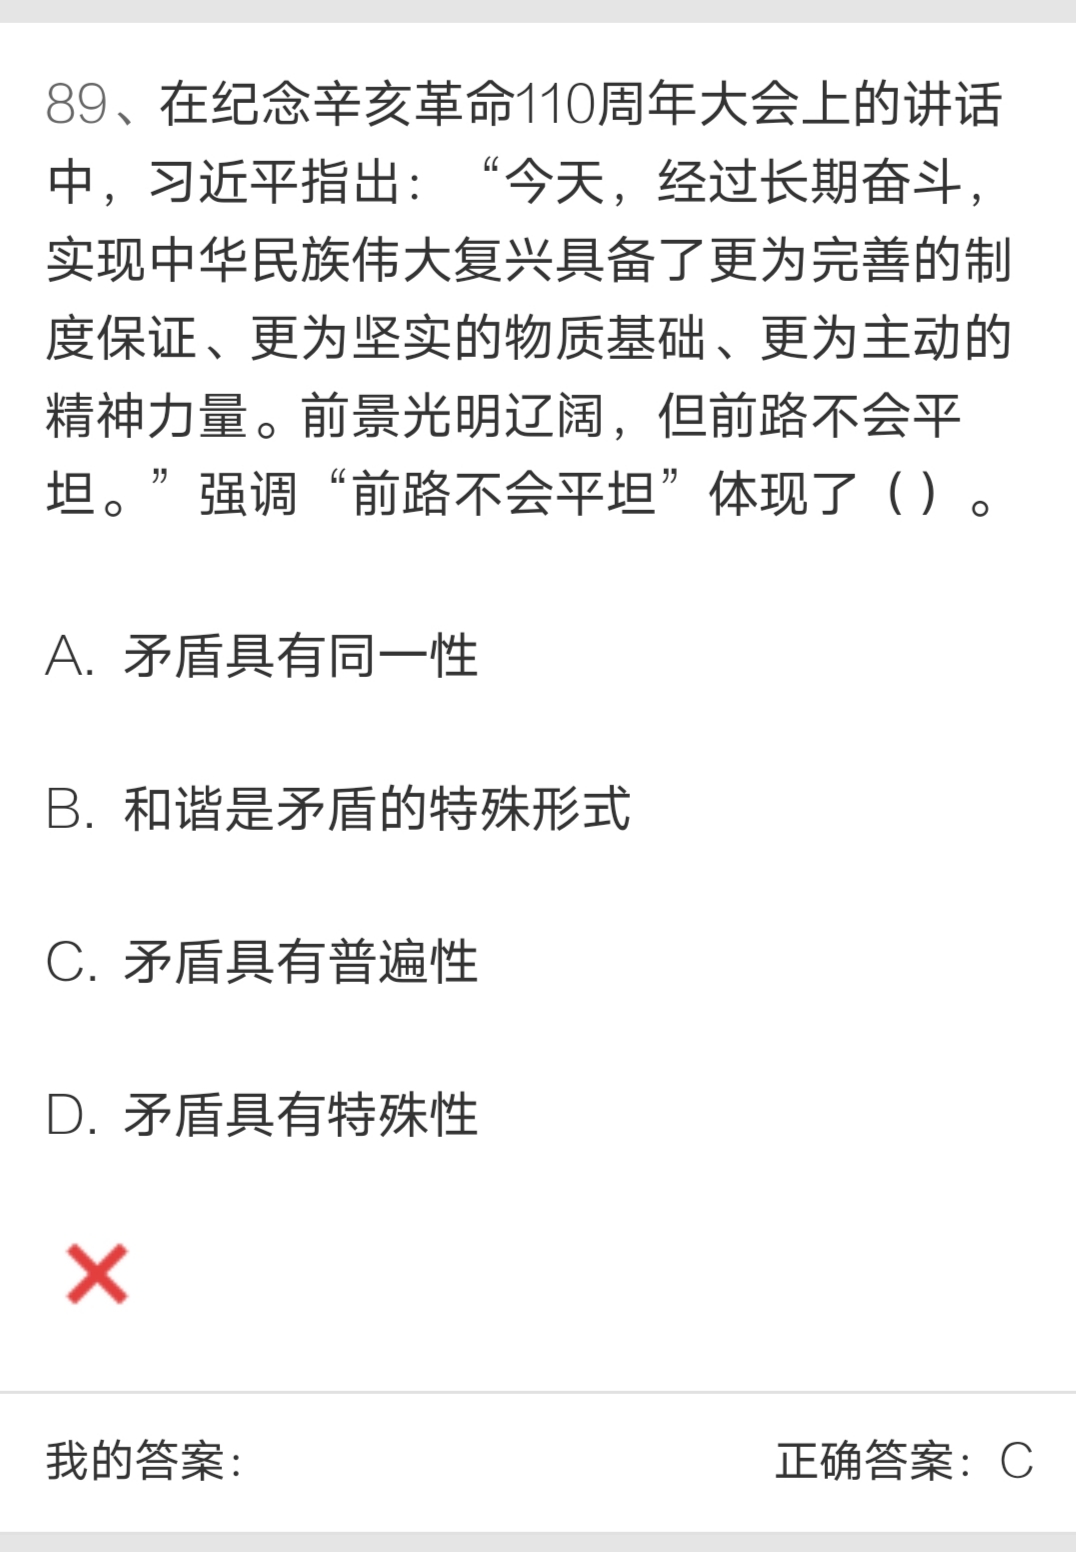 89、在纪念辛亥革命110周年大会上的讲话
中，习近平指出：“今天，经过长期奋斗，
实现中华民族伟大复兴具备了更为完善的制
度保证、更为坚实的物质基础、更为主动的
精神力量。前景光明辽阔，但前路不会平
坦。”强调“前路不会平坦”体现了（）。
A. 矛盾具有同一性
B. 和谐是矛盾的特殊形式
C. 矛盾具有普遍性
D. 矛盾具有特殊性
我的答案： 正确答案：C